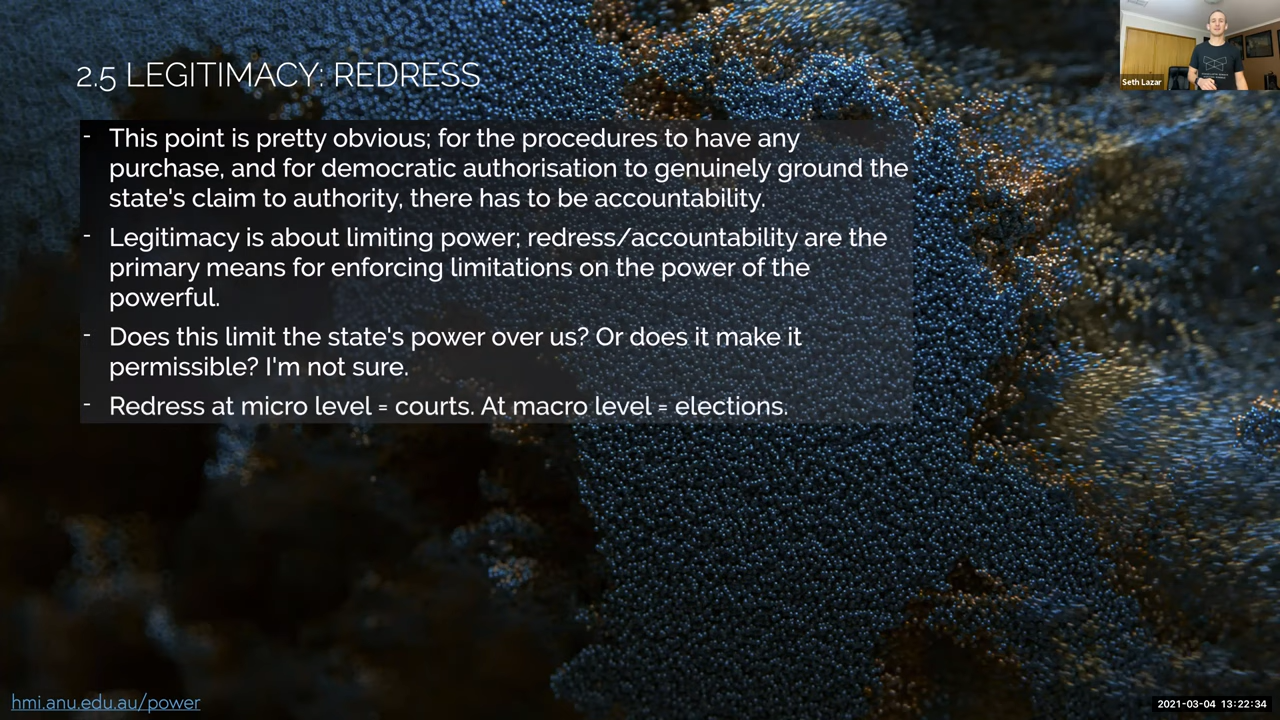 2.5 LEGITIMACY: REDRESS
Seth Lazar
- This point is pretty obvious; for the procedures to have any
purchase, and for democratic authorisation to genuinely ground the
state's claim to authority, there has to be accountability.
- Legitimacy is about limiting power; redress/accountability are the
primary means for enforcing limitations on the power of the
powerful.
- Does this limit the state's power over us? Or does it make it
permissible? I'm not sure.
- Redress at micro level = courts. At macro level = elections.
hmi.anu.edu.au/power
2021-03-04 13:22:34